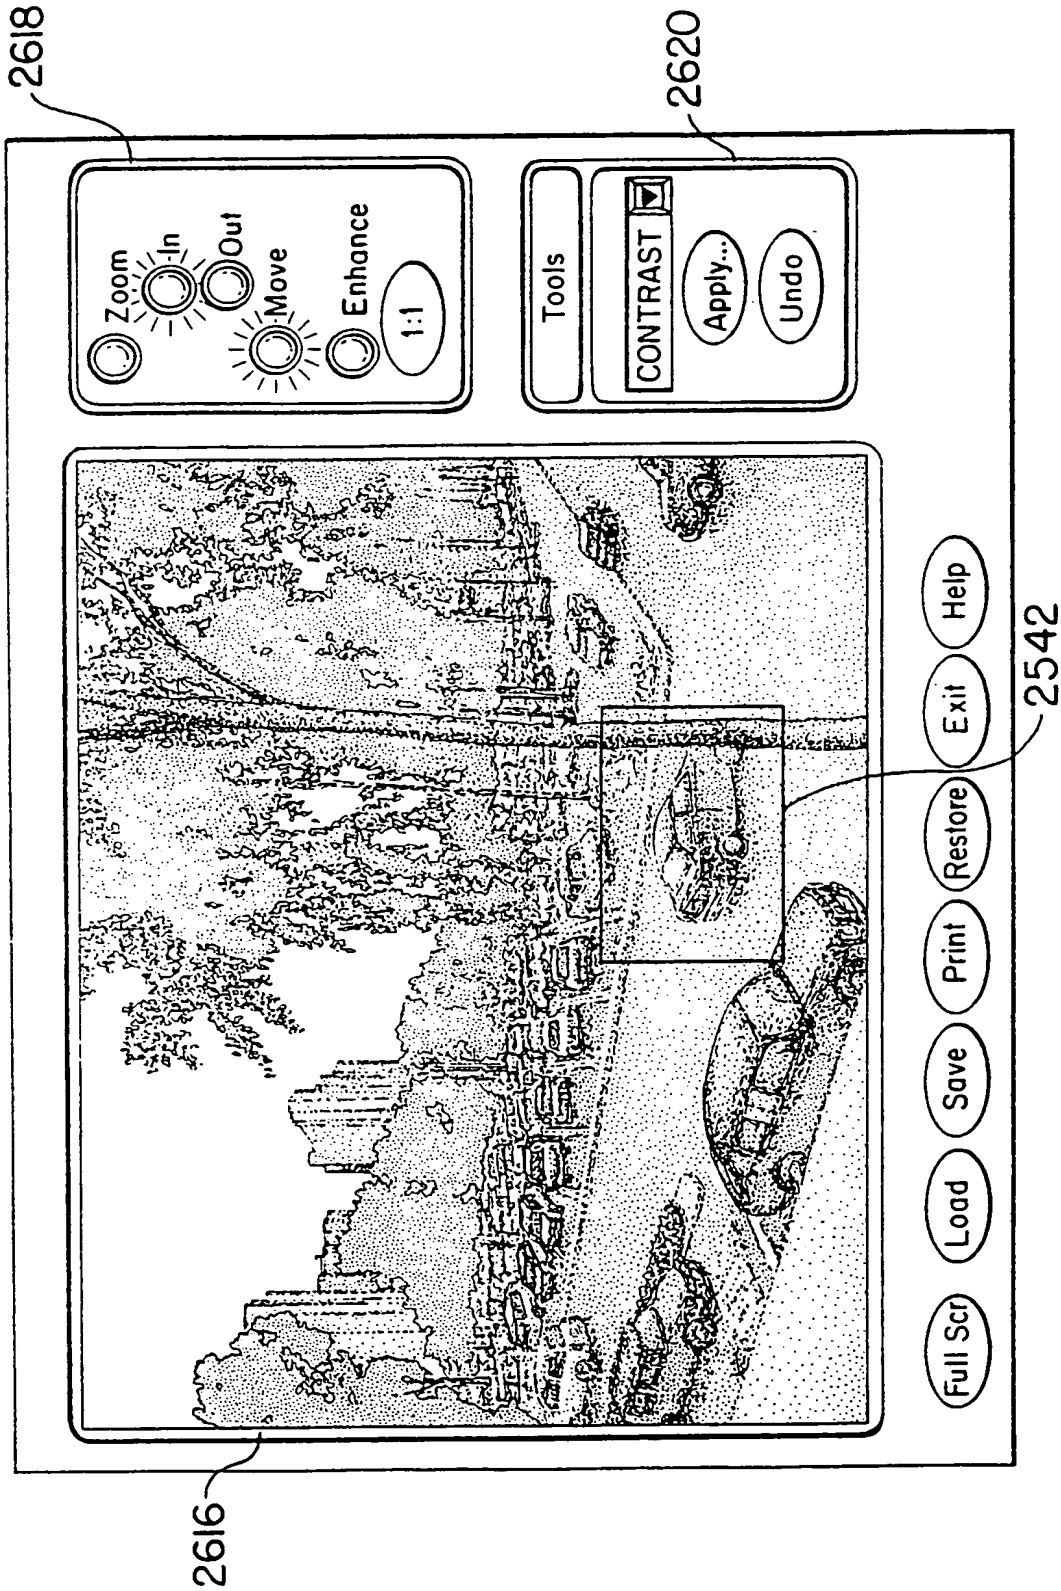 2616
2618
Zoom
In
Out
Move
Enhance
1:1
2620
Tools
CONTRAST
Apply...
Undo
Full Scr
Load
Save
Print
Restore
Exit
Help
2542